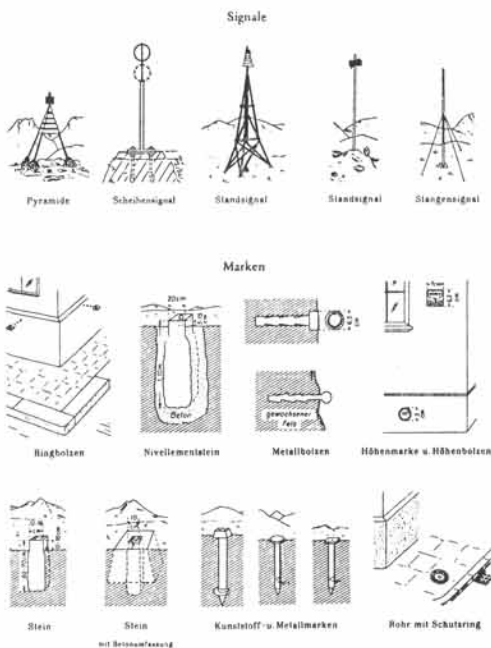 Signale
Pyramide
Scheibensignal
Standsignal
Standsignal
Stangensignal
Marken
20cm
Beton
gewachsener
Fels
Ringbolzen
Nivellementstein
Metallbolzen
Höhenmarke u. Höhenbolzen
Stein
Stein
mit Betonumfassung
Kunststoff- u. Metallmarken
Rohr mit Schutzring